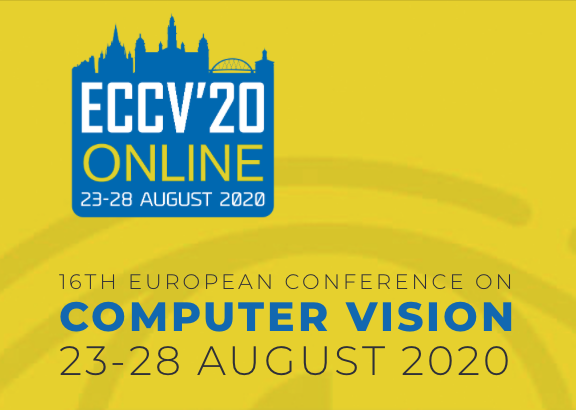 ECCV'20
ONLINE
23-28 AUGUST 2020
16TH EUROPEAN CONFERENCE ON
COMPUTER VISION
23-28 AUGUST 2020